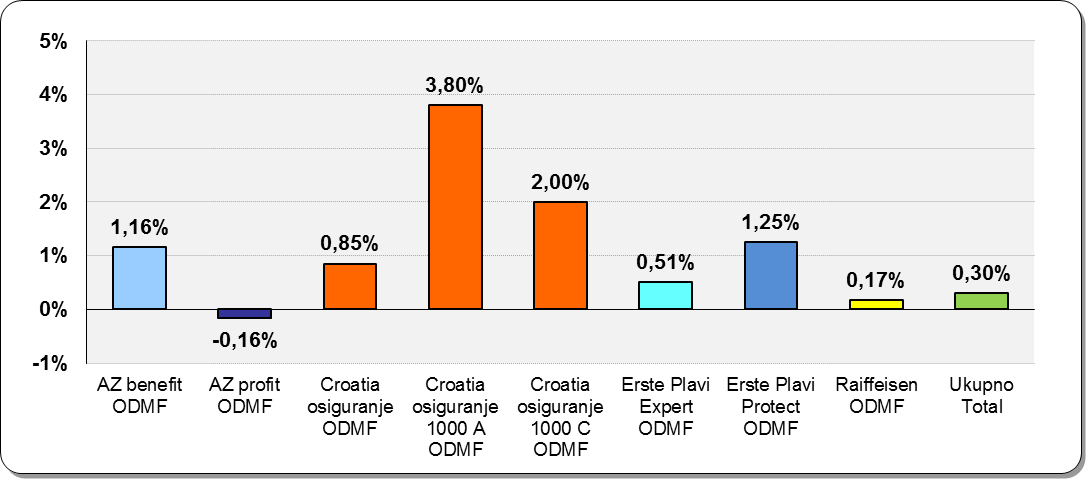 5%
4%
3%
2%
1%
0%
-1%
1,16%
-0,16%
0,85%
3,80%
2,00%
0,51%
1,25%
0,17%
0,30%
AZ benefit
ODMF
AZ profit
ODMF
Croatia
osiguranje
ODMF
Croatia
osiguranje
1000 A
ODMF
Croatia
osiguranje
1000 C
ODMF
Erste Plavi
Expert
ODMF
Erste Plavi
Protect
ODMF
Raiffeisen
ODMF
Ukupno
Total